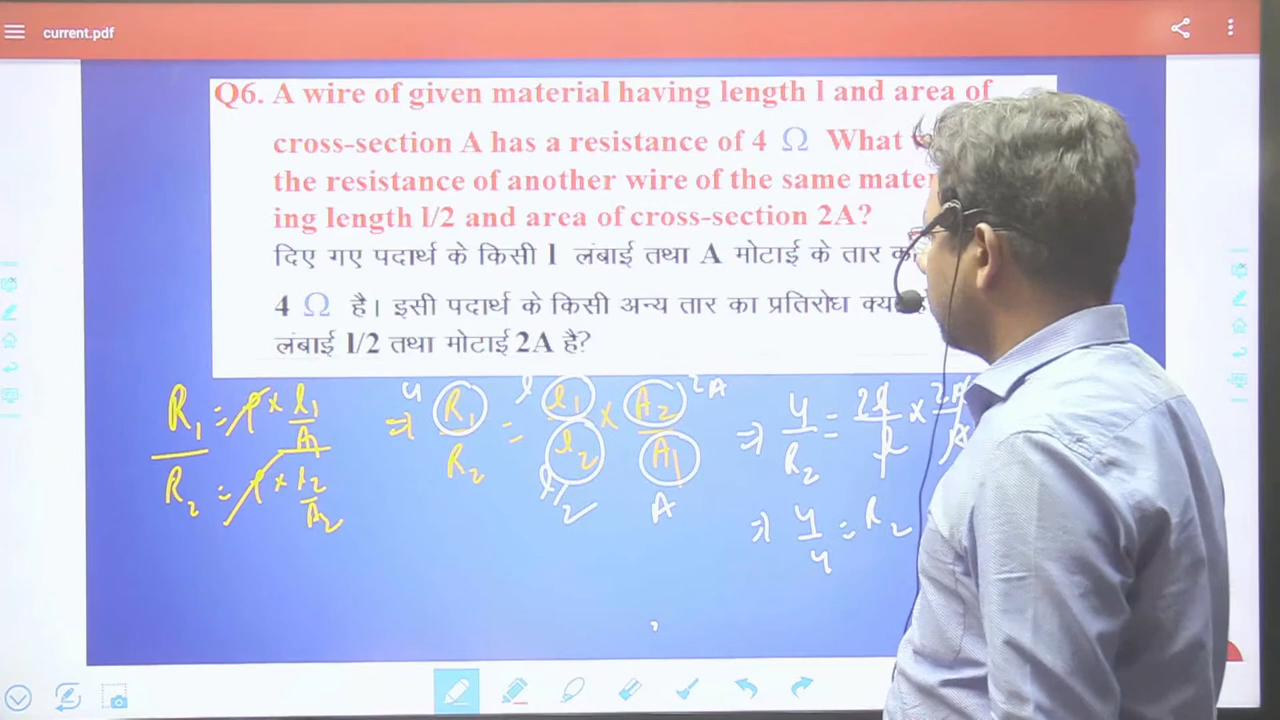 current.pdf
Q6. A wire of given material having length l and area of
cross-section A has a resistance of 4 Ω What
the resistance of another wire of the same
ing length l/2 and area of cross-section 2A?
दिए गए पदार्थ के किसी l लंबाई तथा A मोटाई के तार
4 Ω है। इसी पदार्थ के किसी अन्य तार का प्रतिरोध
लंबाई l/2 तथा मोटाई 2A है?
R₁ = ρ × l₁/A₁
R₂ = ρ × l₂/A₂
⇒ R₁/R₂ = l₁/l₂ × A₂/A₁
4 l l/2 2A A
⇒ 4/R₂ = 2l/l × 2A/A
⇒ 4/4 = R₂